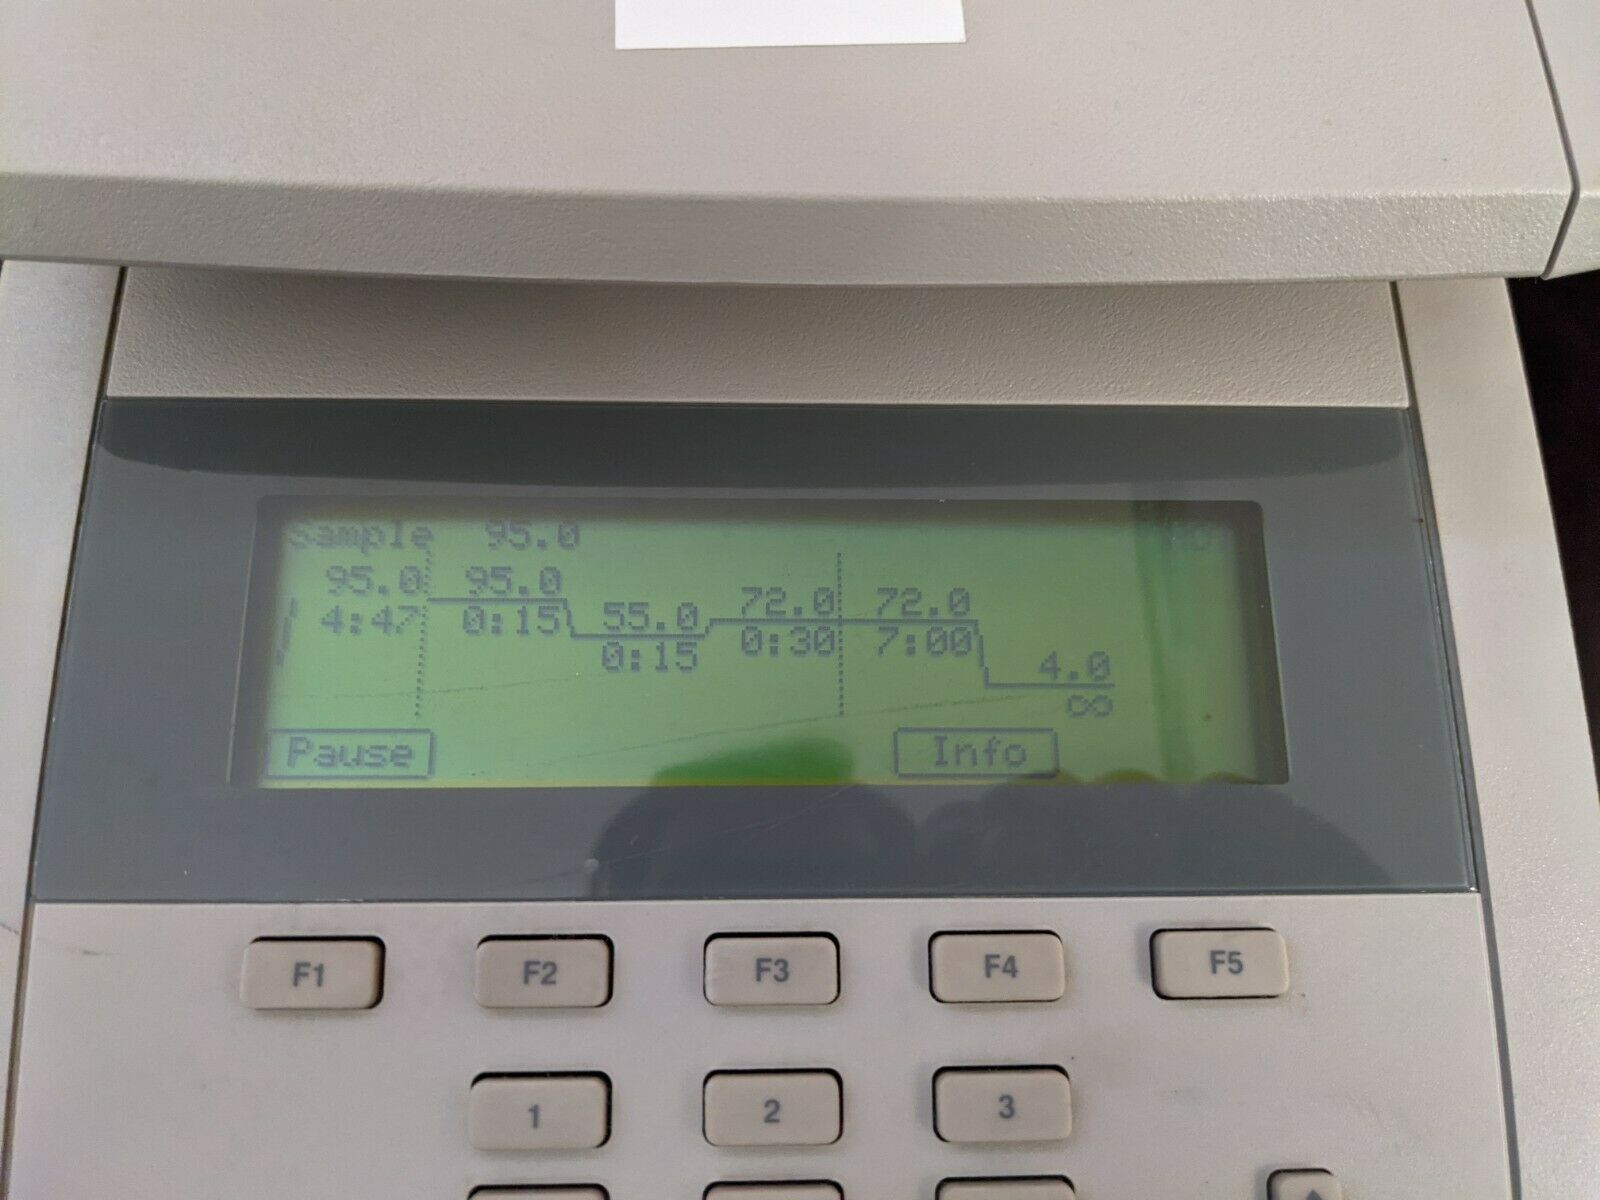 Sample 95.0
95.0 95.0 55.0 72.0 72.0 4.0
4:47 0:15 0:15 0:30 7:00 ∞
Pause Info
F1 F2 F3 F4 F5
1 2 3